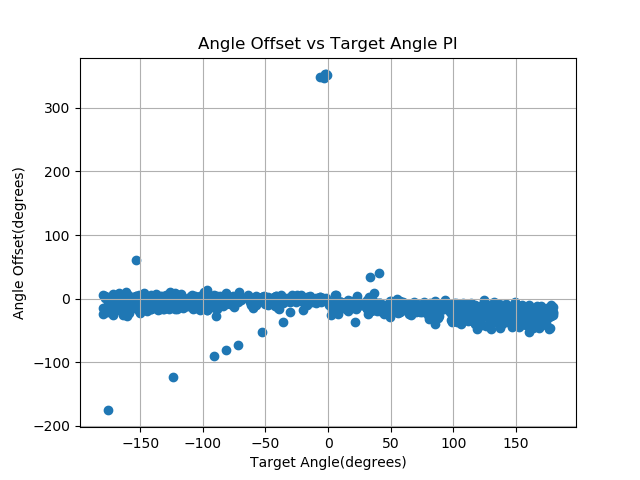 Angle Offset vs Target Angle PI
300
200
100
0
−100
−200
Angle Offset(degrees)
−150 −100 −50 0 50 100 150
Target Angle(degrees)